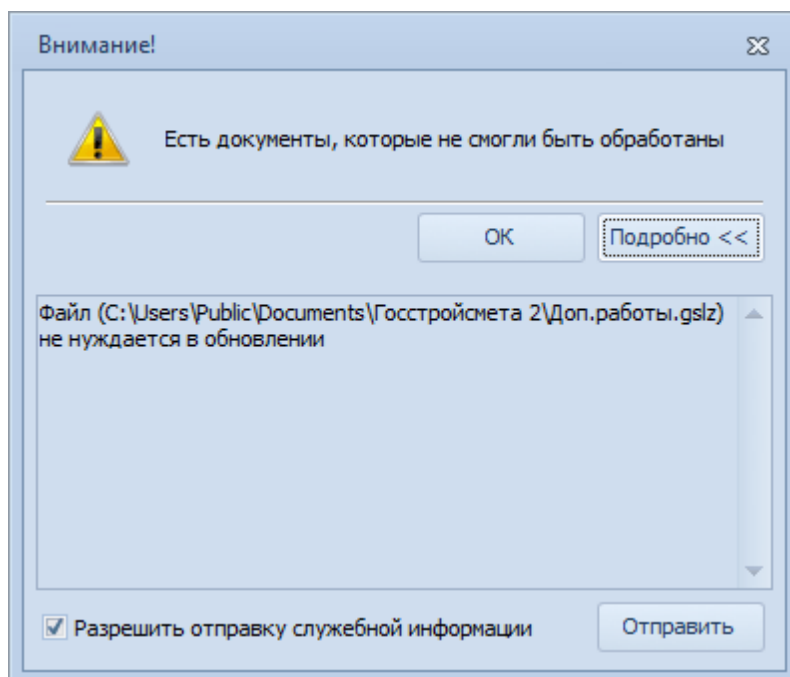 Внимание!
Есть документы, которые не смогли быть обработаны
ОК
Подробно <<
Файл (C:\Users\Public\Documents\Госстройсмета 2\Доп.работы.gslz)
не нуждается в обновлении
Разрешить отправку служебной информации
Отправить